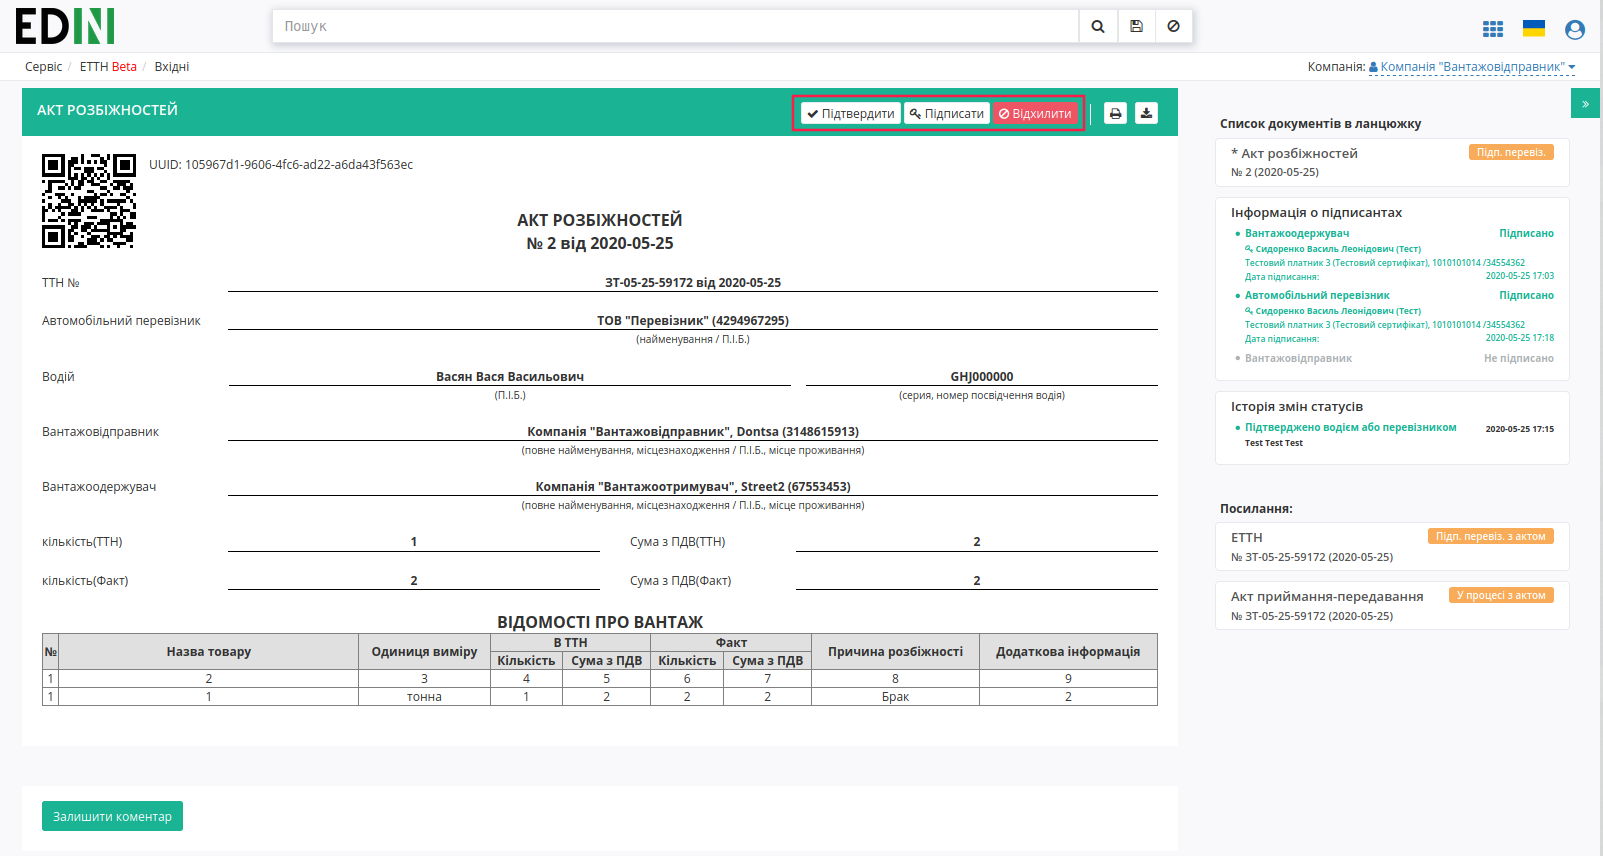 EDIN
Пошук
Сервіс / ЕТТН Beta / Вхідні
Компанія: Компанія "Вантажовідправник"
АКТ РОЗБІЖНОСТЕЙ
Підтвердити Підписати Відхилити
»
UUID: 105967d1-9606-4fc6-ad22-a6da43f563ec
АКТ РОЗБІЖНОСТЕЙ
№ 2 від 2020-05-25
ТТН № ЗТ-05-25-59172 від 2020-05-25
Автомобільний перевізник ТОВ "Перевізник" (4294967295)
(найменування / П.І.Б.)
Водій Васян Вася Васильович GHJ000000
(П.І.Б.) (серия, номер посвідчення водія)
Вантажовідправник Компанія "Вантажовідправник", Dontsa (3148615913)
(повне найменування, місцезнаходження / П.І.Б., місце проживання)
Вантажоодержувач Компанія "Вантажоотримувач", Street2 (67553453)
(повне найменування, місцезнаходження / П.І.Б., місце проживання)
кількість(ТТН) 1 Сума з ПДВ(ТТН) 2
кількість(Факт) 2 Сума з ПДВ(Факт) 2
ВІДОМОСТІ ПРО ВАНТАЖ
№ Назва товару Одиниця виміру В ТТН Факт Причина розбіжності Додаткова інформація
Кількість Сума з ПДВ Кількість Сума з ПДВ
1 2 3 4 5 6 7 8 9
1 1 тонна 1 2 2 2 Брак 2
Залишити коментар
Список документів в ланцюжку
* Акт розбіжностей Підп. перевіз.
№ 2 (2020-05-25)
Інформація о підписантах
Вантажоодержувач Підписано
Сидоренко Василь Леонідович (Тест)
Тестовий платник 3 (Тестовий сертифікат), 1010101014 /34554362
Дата підписання: 2020-05-25 17:03
Автомобільний перевізник Підписано
Сидоренко Василь Леонідович (Тест)
Тестовий платник 3 (Тестовий сертифікат), 1010101014 /34554362
Дата підписання: 2020-05-25 17:18
Вантажовідправник Не підписано
Історія змін статусів
Підтверджено водієм або перевізником 2020-05-25 17:15
Test Test Test
Посилання:
ЕТТН Підп. перевіз. з актом
№ ЗТ-05-25-59172 (2020-05-25)
Акт приймання-передавання У процесі з актом
№ ЗТ-05-25-59172 (2020-05-25)